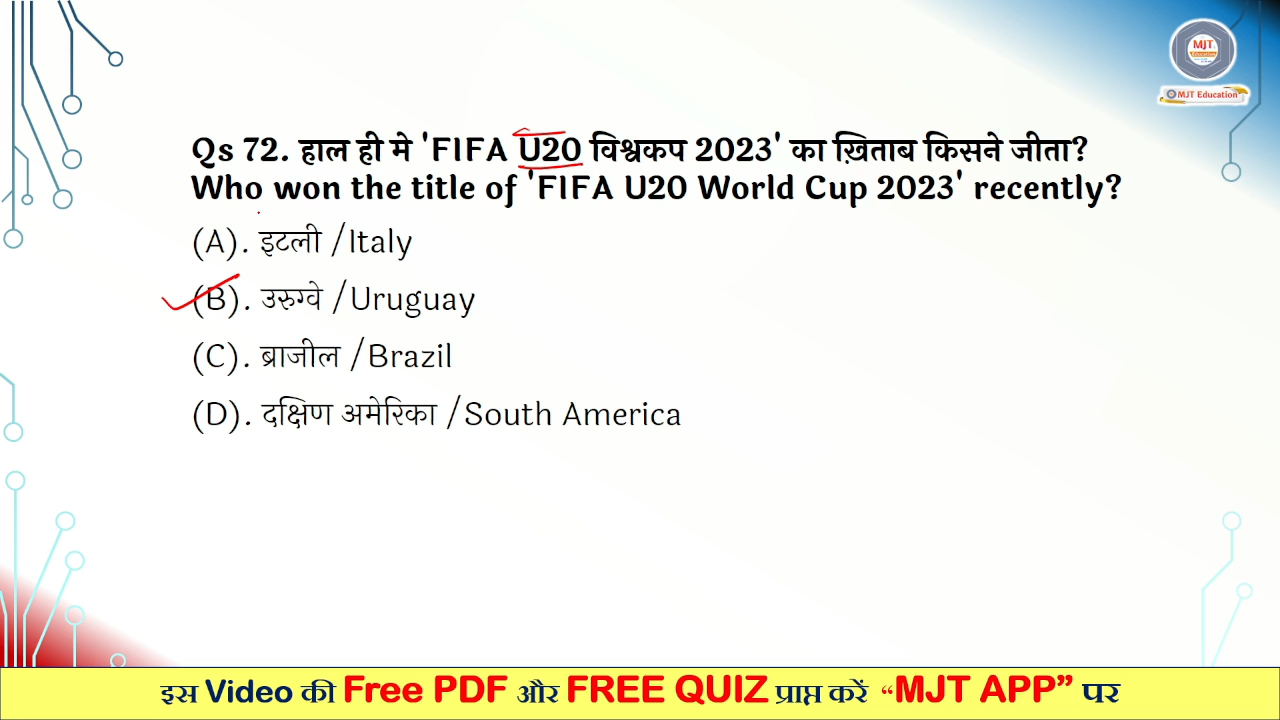 MJT
Education
MJT Education
Qs 72. हाल ही मे 'FIFA U20 विश्वकप 2023' का ख़िताब किसने जीता?
Who won the title of 'FIFA U20 World Cup 2023' recently?
(A). इटली /Italy
(B). उरुग्वे /Uruguay
(C). ब्राजील /Brazil
(D). दक्षिण अमेरिका /South America
इस Video की Free PDF और FREE QUIZ प्राप्त करें “MJT APP” पर